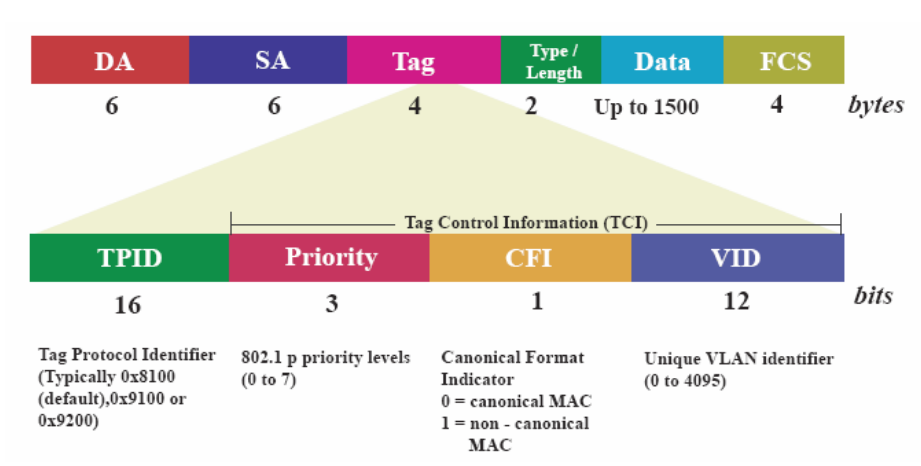 DA SA Tag Type / Length Data FCS
6 6 4 2 Up to 1500 4 bytes
Tag Control Information (TCI)
TPID Priority CFI VID
16 3 1 12 bits
Tag Protocol Identifier
(Typically 0x8100
(default),0x9100 or
0x9200)
802.1 p priority levels
(0 to 7)
Canonical Format
Indicator
0 = canonical MAC
1 = non - canonical
MAC
Unique VLAN identifier
(0 to 4095)